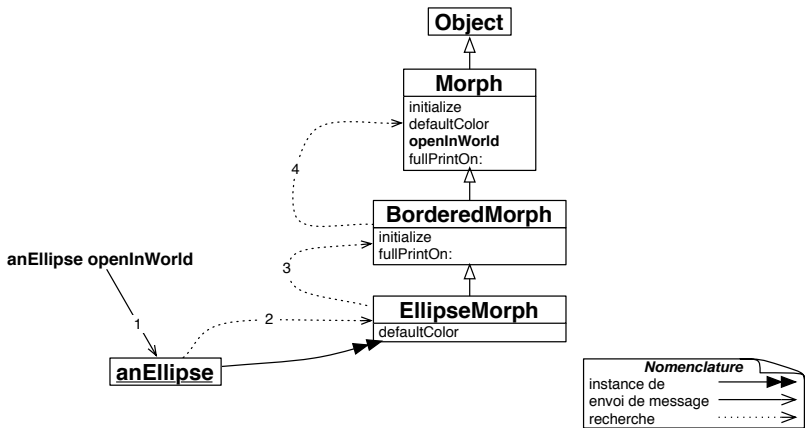 Object
Morph
initialize
defaultColor
openInWorld
fullPrintOn:
4
BorderedMorph
initialize
fullPrintOn:
anEllipse openInWorld
3
EllipseMorph
defaultColor
1
2
anEllipse
Nomenclature
instance de
envoi de message
recherche